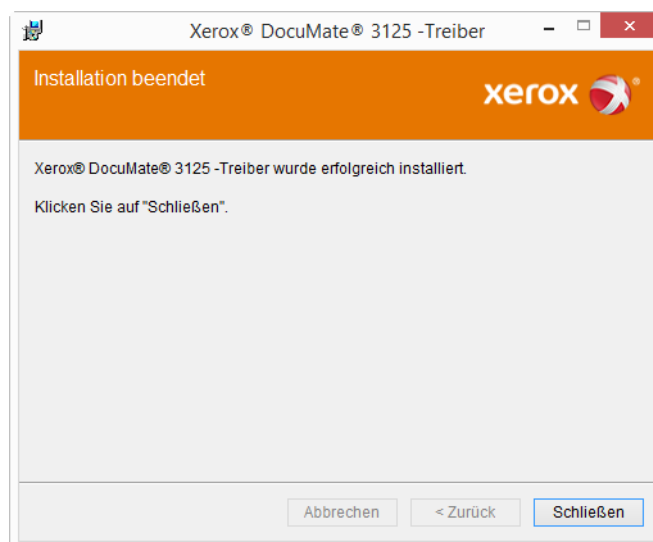 Xerox® DocuMate® 3125 -Treiber
Installation beendet
xerox
Xerox® DocuMate® 3125 -Treiber wurde erfolgreich installiert.
Klicken Sie auf "Schließen".
Abbrechen
< Zurück
Schließen